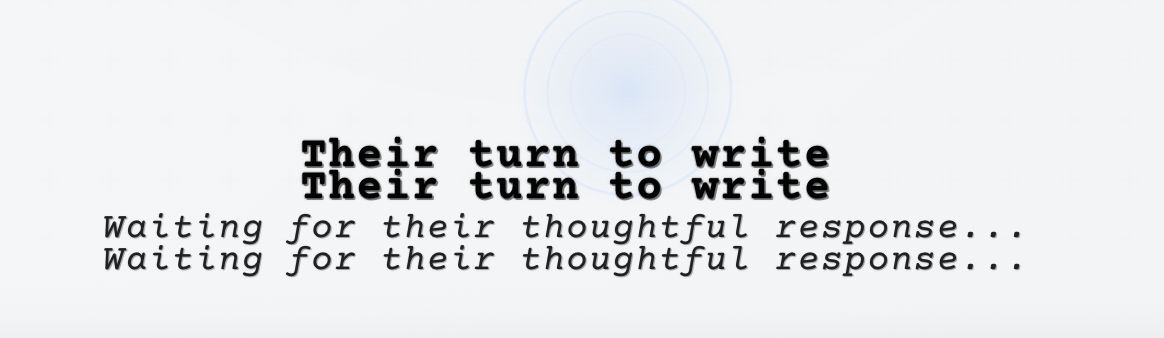 Their turn to write
Their turn to write
Waiting for their thoughtful response...
Waiting for their thoughtful response...